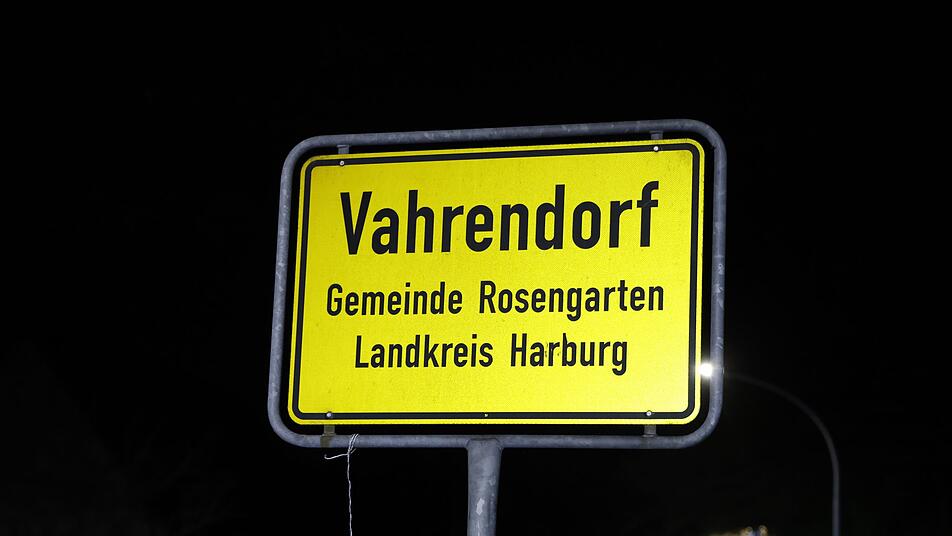 Vahrendorf
Gemeinde Rosengarten
Landkreis Harburg